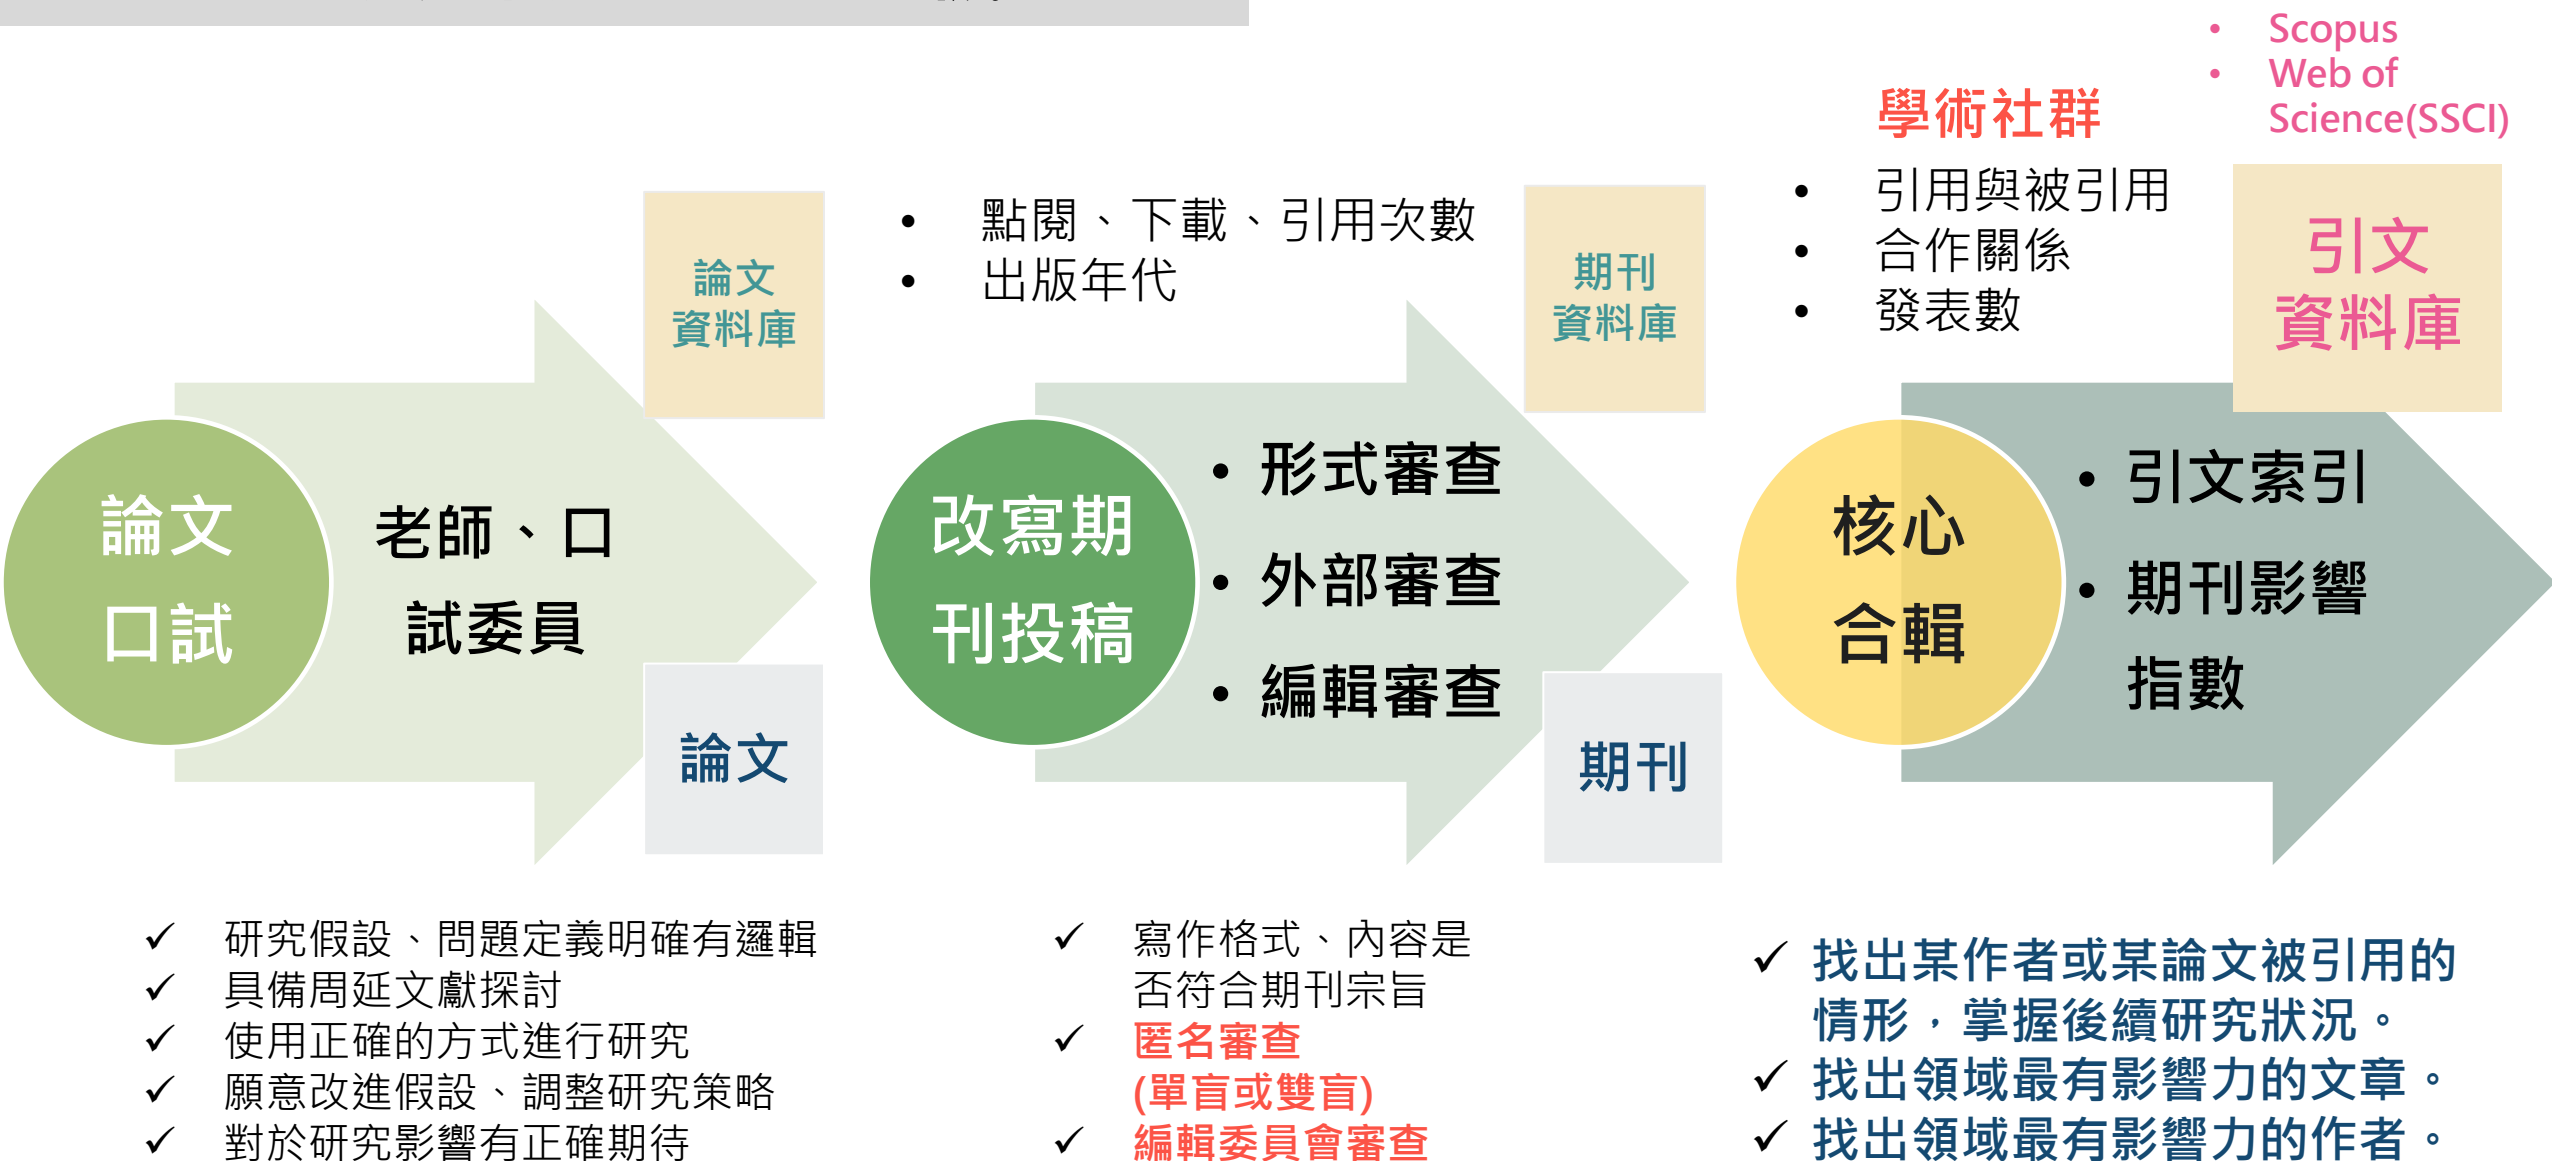 • Scopus
• Web of
Science(SSCI)
學術社群
• 引用與被引用
• 合作關係
• 發表數
引文
資料庫
• 點閱、下載、引用次數
• 出版年代
論文
資料庫
期刊
資料庫
論文
口試
老師、口
試委員
論文
改寫期
刊投稿
• 形式審查
• 外部審查
• 編輯審查
期刊
核心
合輯
• 引文索引
• 期刊影響
指數
✓ 研究假設、問題定義明確有邏輯
✓ 具備周延文獻探討
✓ 使用正確的方式進行研究
✓ 願意改進假設、調整研究策略
✓ 對於研究影響有正確期待
✓ 寫作格式、內容是
否符合期刊宗旨
✓ 匿名審查
(單盲或雙盲)
✓ 編輯委員會審查
✓ 找出某作者或某論文被引用的
情形，掌握後續研究狀況。
✓ 找出領域最有影響力的文章。
✓ 找出領域最有影響力的作者。